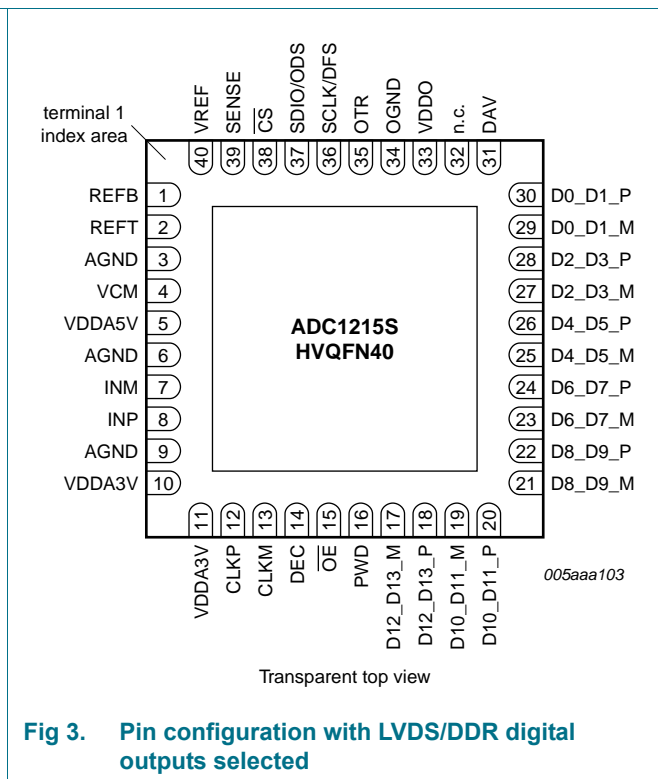 terminal 1
index area
VREF
SENSE
CS
SDIO/ODS
SCLK/DFS
OTR
OGND
VDDO
n.c.
DAV
40
39
38
37
36
35
34
33
32
31
REFB 1
REFT 2
AGND 3
VCM 4
VDDA5V 5
AGND 6
INM 7
INP 8
AGND 9
VDDA3V 10
ADC1215S
HVQFN40
30 D0_D1_P
29 D0_D1_M
28 D2_D3_P
27 D2_D3_M
26 D4_D5_P
25 D4_D5_M
24 D6_D7_P
23 D6_D7_M
22 D8_D9_P
21 D8_D9_M
11
12
13
14
15
16
17
18
19
20
VDDA3V
CLKP
CLKM
DEC
OE
PWD
D12_D13_M
D12_D13_P
D10_D11_M
D10_D11_P
005aaa103
Transparent top view
Fig 3. Pin configuration with LVDS/DDR digital
outputs selected